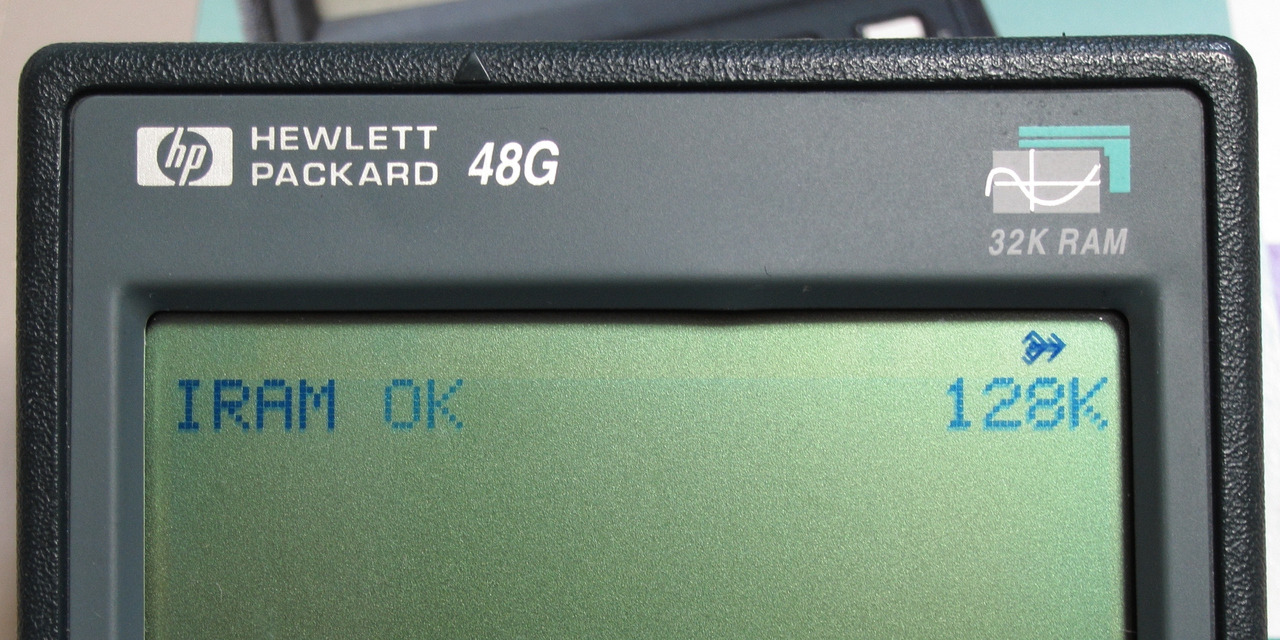 hp HEWLETT PACKARD 48G
32K RAM
IRAM OK 128K